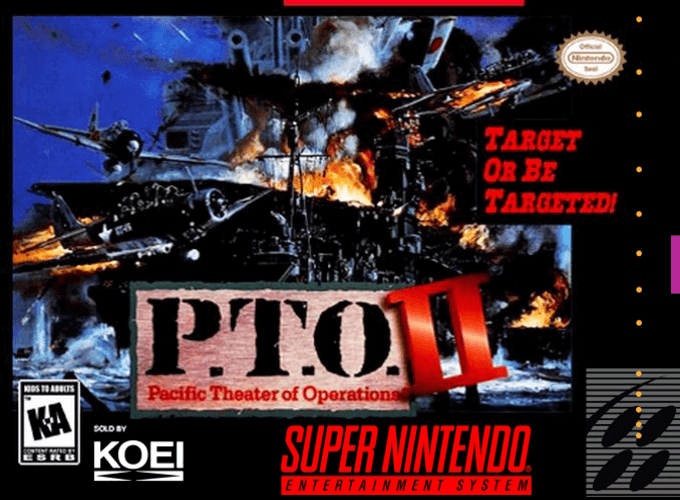 Official
Nintendo
Seal
TARGET
OR BE
TARGETED!
P.T.O. II
Pacific Theater of Operations
KIDS TO ADULTS
KA
CONTENT RATED BY
ESRB
SOLD BY
KOEI
SUPER NINTENDO
ENTERTAINMENT SYSTEM